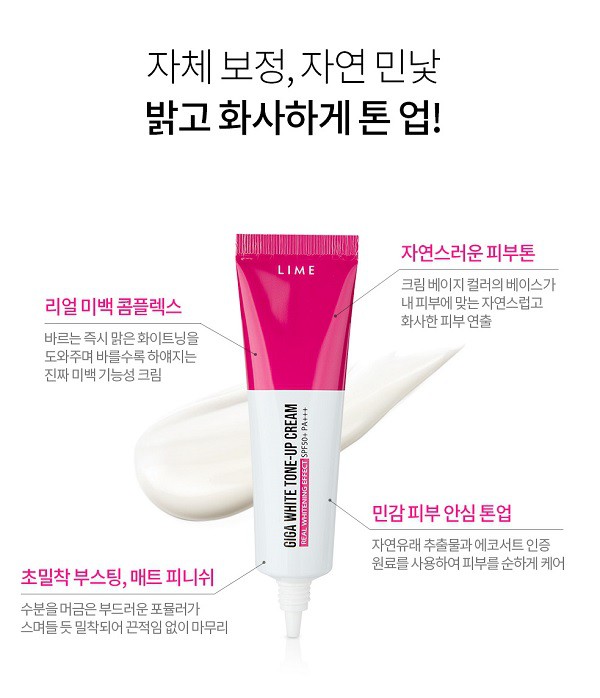 자체 보정, 자연 민낯
밝고 화사하게 톤 업!
LIME
자연스러운 피부톤
크림 베이지 컬러의 베이스가
내 피부에 맞는 자연스럽고
화사한 피부 연출
리얼 미백 콤플렉스
바르는 즉시 맑은 화이트닝을
도와주며 바를수록 하얘지는
진짜 미백 기능성 크림
GIGA WHITE TONE-UP CREAM
SPF50+ PA+++
REAL WHITENING EFFECT
민감 피부 안심 톤업
자연유래 추출물과 에코서트 인증
원료를 사용하여 피부를 순하게 케어
초밀착 부스팅, 매트 피니쉬
수분을 머금은 부드러운 포뮬러가
스며들 듯 밀착되어 끈적임 없이 마무리